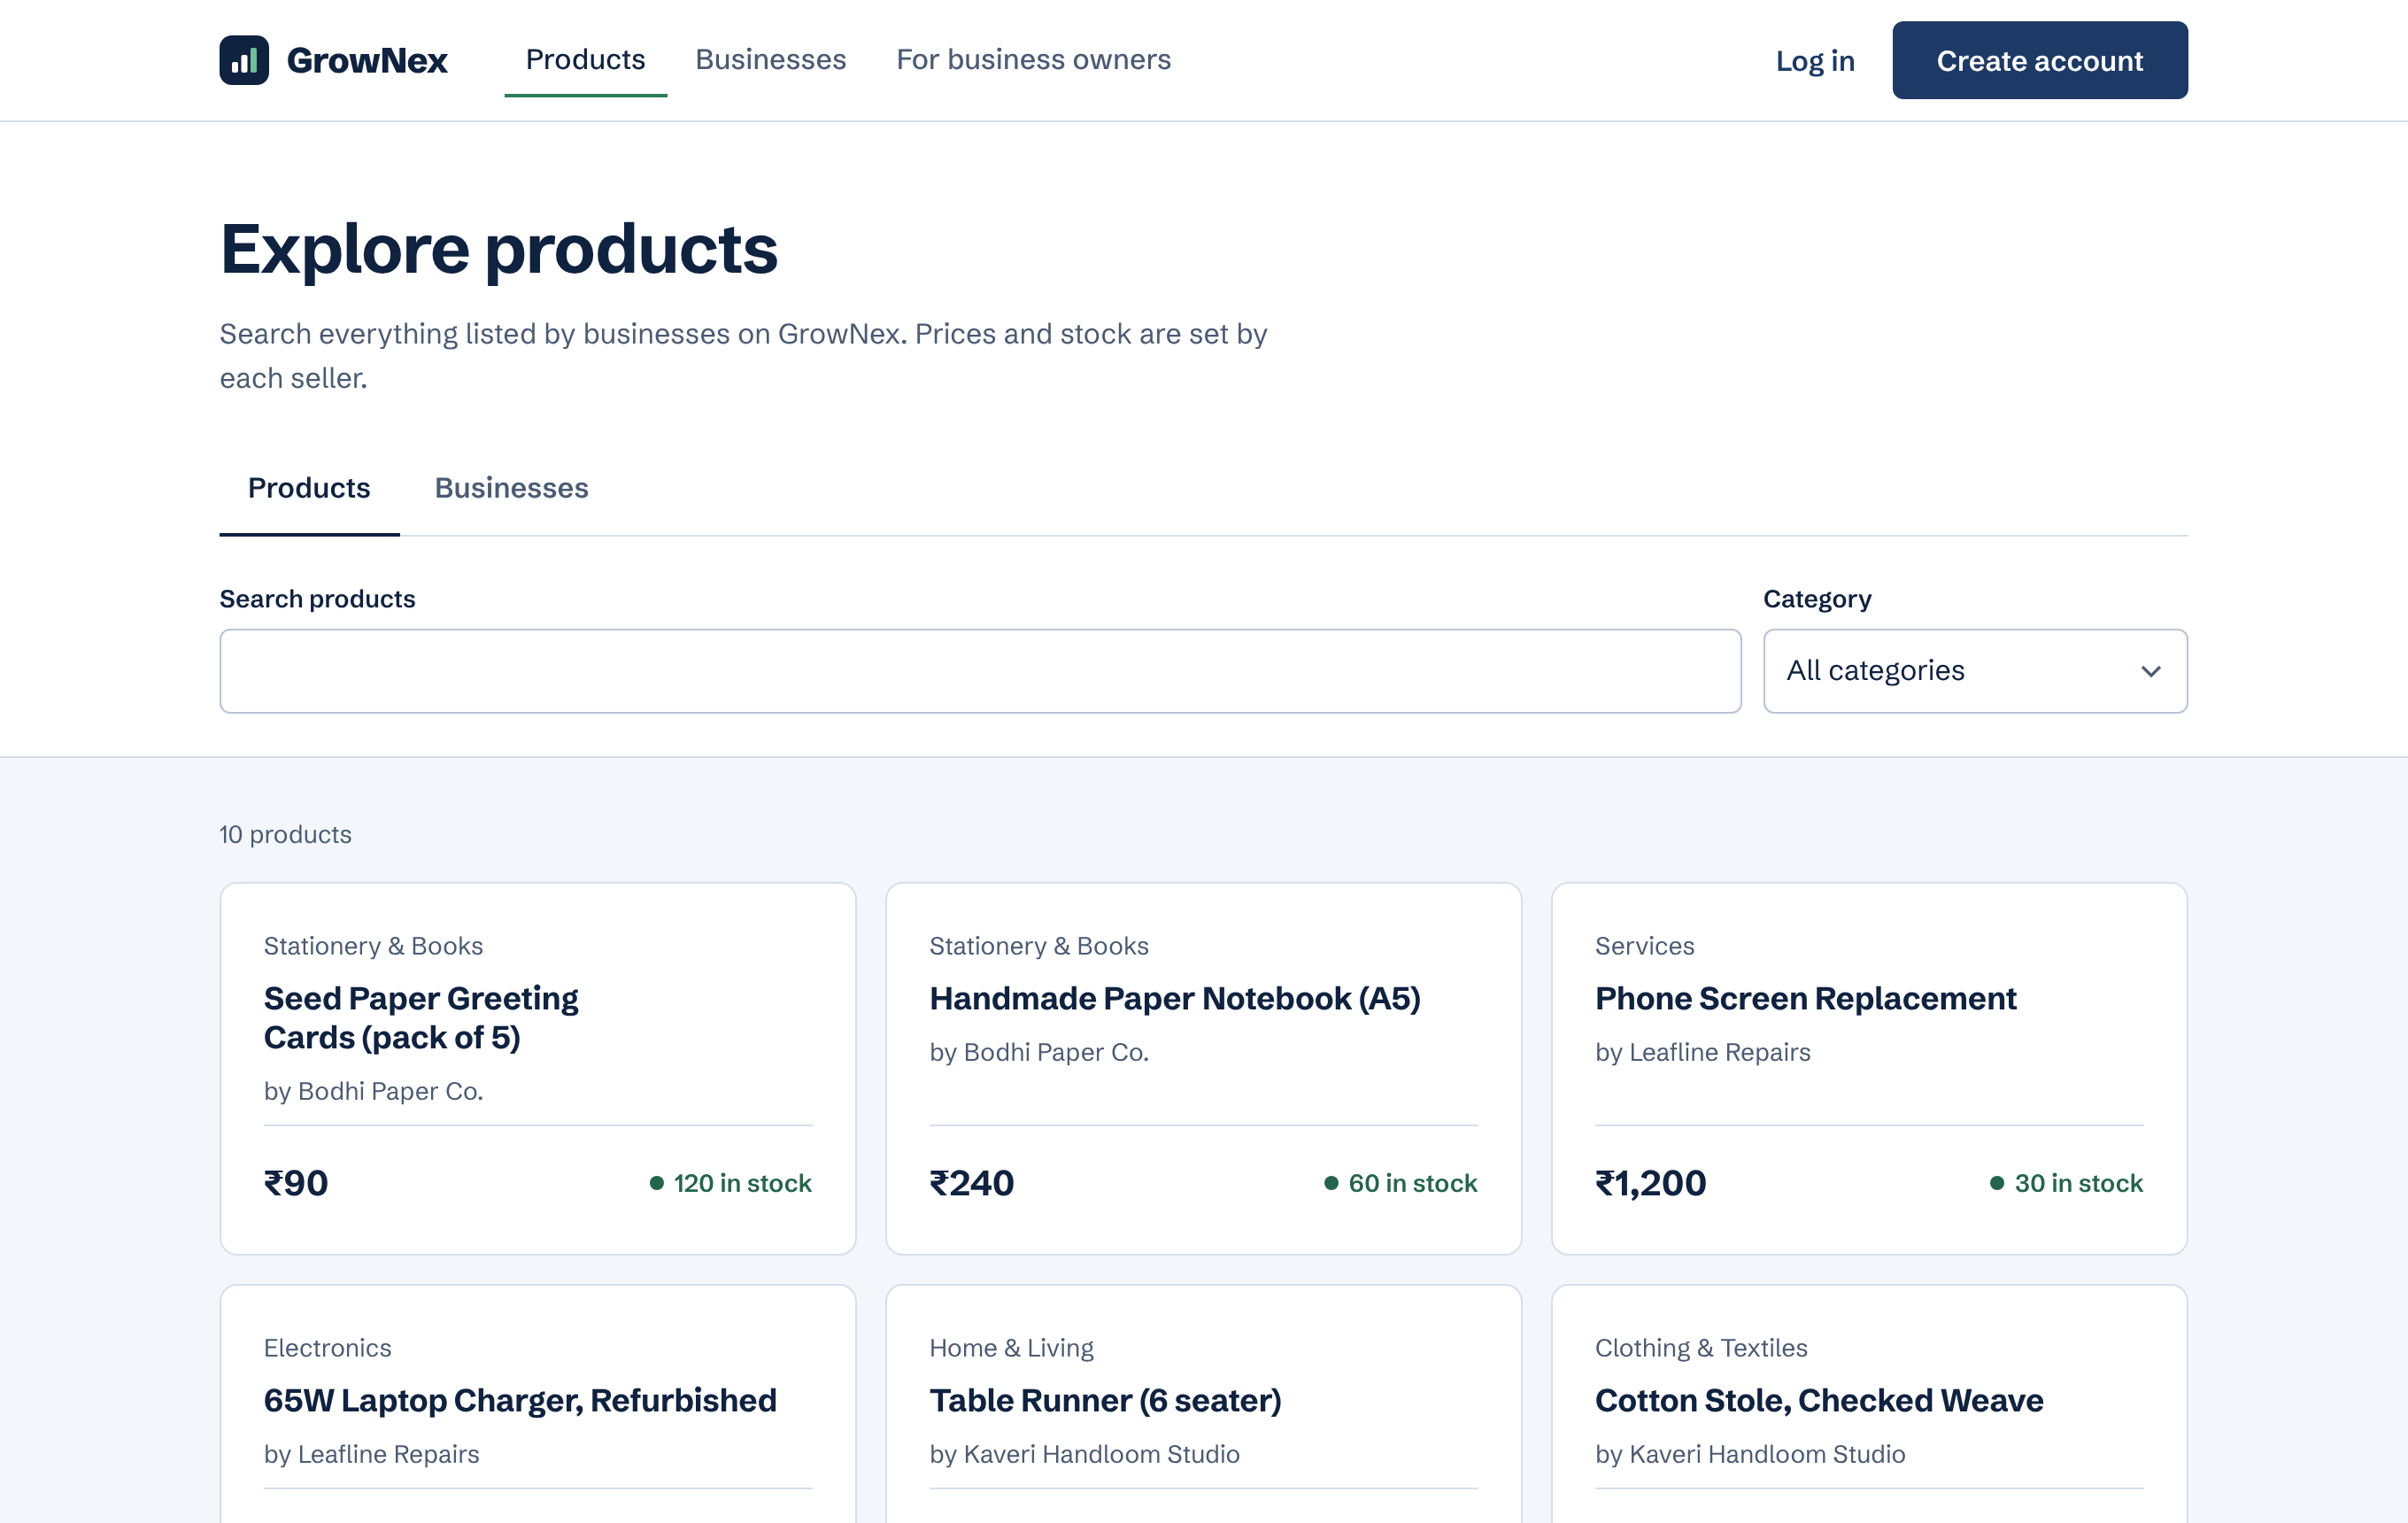 GrowNex
Products
Businesses
For business owners
Log in
Create account
Explore products
Search everything listed by businesses on GrowNex. Prices and stock are set by
each seller.
Products
Businesses
Search products
Category
All categories
10 products
Stationery & Books
Seed Paper Greeting
Cards (pack of 5)
by Bodhi Paper Co.
₹90
120 in stock
Stationery & Books
Handmade Paper Notebook (A5)
by Bodhi Paper Co.
₹240
60 in stock
Services
Phone Screen Replacement
by Leafline Repairs
₹1,200
30 in stock
Electronics
65W Laptop Charger, Refurbished
by Leafline Repairs
Home & Living
Table Runner (6 seater)
by Kaveri Handloom Studio
Clothing & Textiles
Cotton Stole, Checked Weave
by Kaveri Handloom Studio